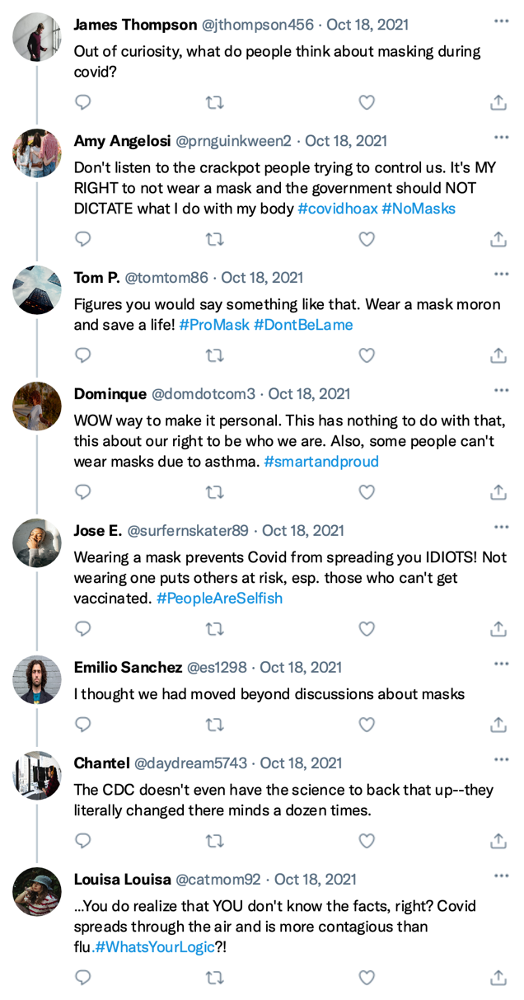 James Thompson @jthompson456 · Oct 18, 2021
Out of curiosity, what do people think about masking during
covid?
Amy Angelosi @prnguinkween2 · Oct 18, 2021
Don't listen to the crackpot people trying to control us. It's MY
RIGHT to not wear a mask and the government should NOT
DICTATE what I do with my body #covidhoax #NoMasks
Tom P. @tomtom86 · Oct 18, 2021
Figures you would say something like that. Wear a mask moron
and save a life! #ProMask #DontBeLame
Dominque @domdotcom3 · Oct 18, 2021
WOW way to make it personal. This has nothing to do with that,
this about our right to be who we are. Also, some people can't
wear masks due to asthma. #smartandproud
Jose E. @surfernskater89 · Oct 18, 2021
Wearing a mask prevents Covid from spreading you IDIOTS! Not
wearing one puts others at risk, esp. those who can't get
vaccinated. #PeopleAreSelfish
Emilio Sanchez @es1298 · Oct 18, 2021
I thought we had moved beyond discussions about masks
Chantel @daydream5743 · Oct 18, 2021
The CDC doesn't even have the science to back that up--they
literally changed there minds a dozen times.
Louisa Louisa @catmom92 · Oct 18, 2021
...You do realize that YOU don't know the facts, right? Covid
spreads through the air and is more contagious than
flu.#WhatsYourLogic?!